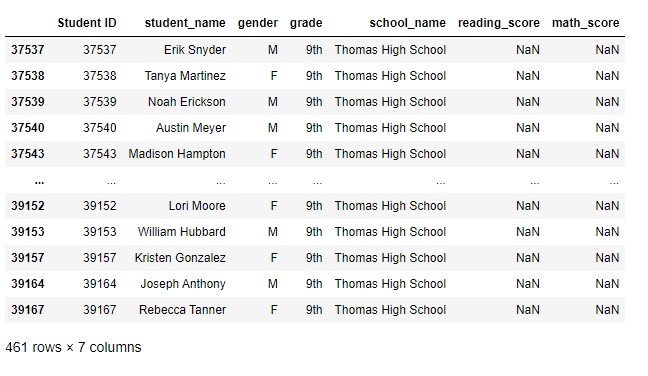 Student ID student_name gender grade school_name reading_score math_score
37537 37537 Erik Snyder M 9th Thomas High School NaN NaN
37538 37538 Tanya Martinez F 9th Thomas High School NaN NaN
37539 37539 Noah Erickson M 9th Thomas High School NaN NaN
37540 37540 Austin Meyer M 9th Thomas High School NaN NaN
37543 37543 Madison Hampton F 9th Thomas High School NaN NaN
... ... ... ... ... ... ... ...
39152 39152 Lori Moore F 9th Thomas High School NaN NaN
39153 39153 William Hubbard M 9th Thomas High School NaN NaN
39157 39157 Kristen Gonzalez F 9th Thomas High School NaN NaN
39164 39164 Joseph Anthony M 9th Thomas High School NaN NaN
39167 39167 Rebecca Tanner F 9th Thomas High School NaN NaN
461 rows × 7 columns